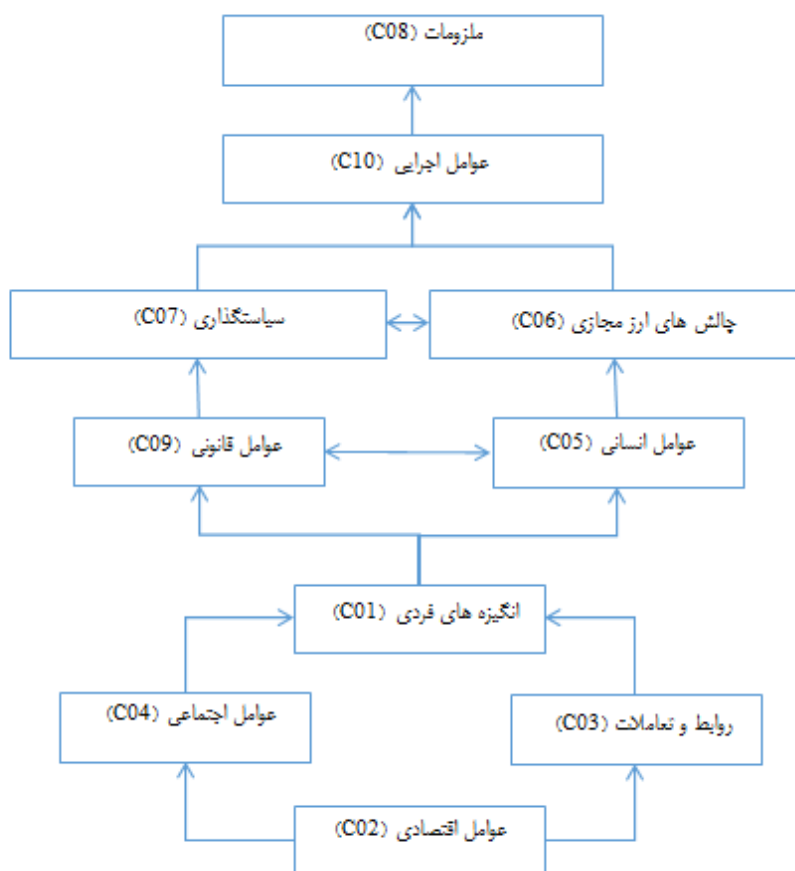 ملزومات (C08)
عوامل اجرایی (C10)
چالش های ارز مجازی (C06)
سیاستگذاری (C07)
عوامل انسانی (C05)
عوامل قانونی (C09)
انگیزه های فردی (C01)
روابط و تعاملات (C03)
عوامل اجتماعی (C04)
عوامل اقتصادی (C02)